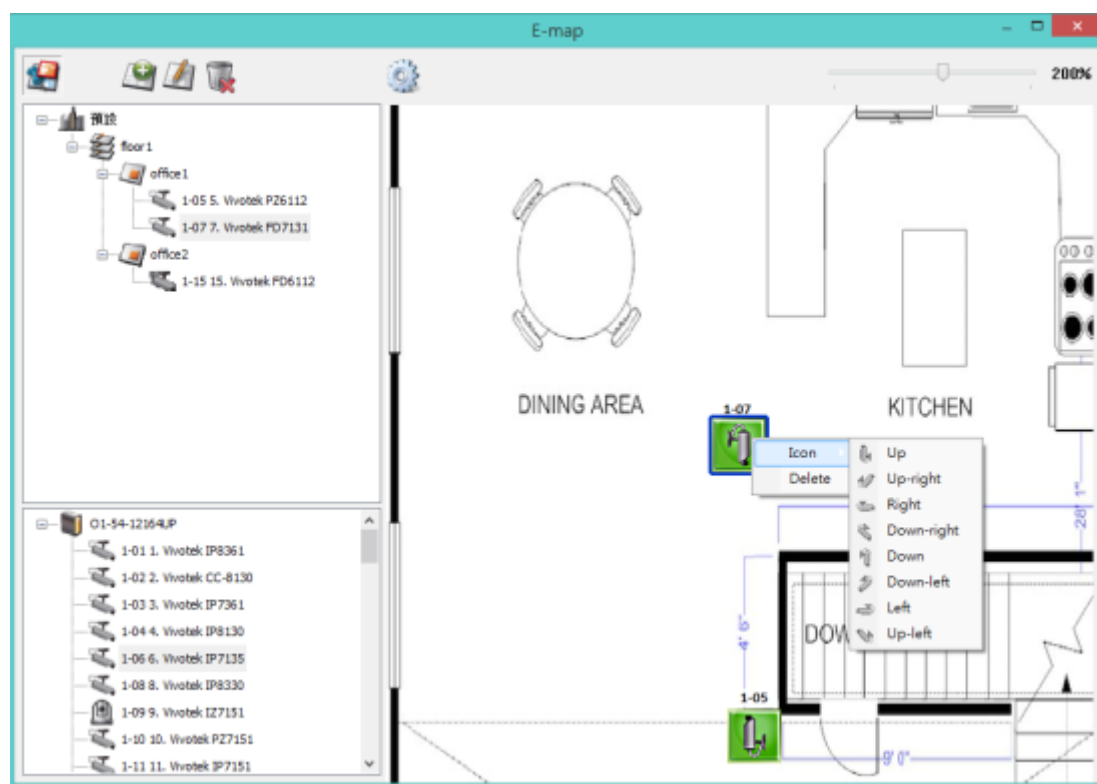 E-map
200%
預設
floor1
office1
1-05 5. Vivotek PZ6112
1-07 7. Vivotek FD7131
office2
1-15 15. Vivotek FD6112
O1-54-12164UP
1-01 1. Vivotek IP8361
1-02 2. Vivotek CC-8130
1-03 3. Vivotek IP7361
1-04 4. Vivotek IP8130
1-06 6. Vivotek IP7135
1-08 8. Vivotek IP8330
1-09 9. Vivotek IZ7151
1-10 10. Vivotek PZ7151
1-11 11. Vivotek IP7151
DINING AREA
KITCHEN
1-07
Icon
Delete
Up
Up-right
Right
Down-right
Down
Down-left
Left
Up-left
28' 1"
4' 6"
DOW
1-05
9' 0"